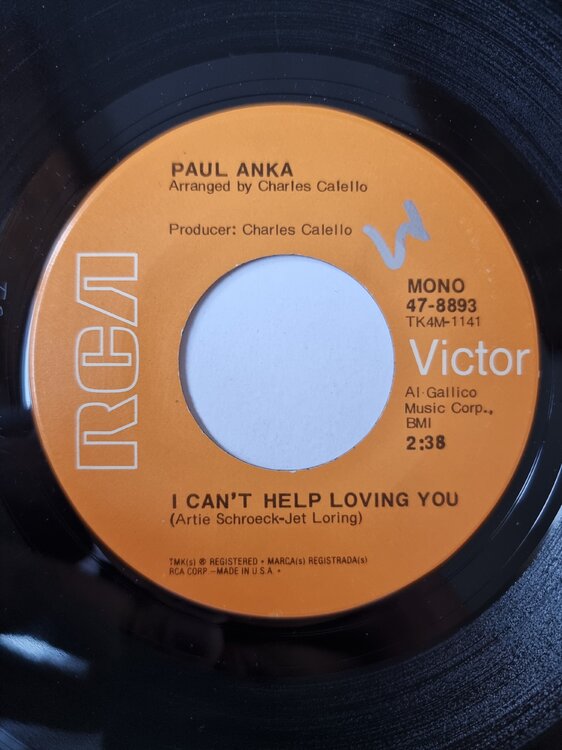 PAUL ANKA
Arranged by Charles Calello
Producer: Charles Calello
W
MONO
47-8893
TK4M-1141
RCA
Victor
Al Gallico
Music Corp.,
BMI
2:38
I CAN'T HELP LOVING YOU
(Artie Schroeck-Jet Loring)
TMK(s) ® REGISTERED • MARCA(s) REGISTRADA(s)
RCA CORP.-MADE IN U.S.A •